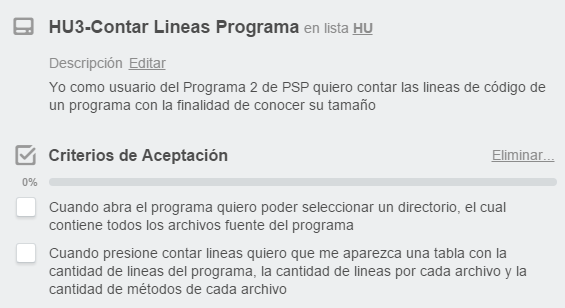 HU3-Contar Lineas Programa en lista HU
Descripción Editar
Yo como usuario del Programa 2 de PSP quiero contar las lineas de código de
un programa con la finalidad de conocer su tamaño
Criterios de Aceptación Eliminar...
0%
Cuando abra el programa quiero poder seleccionar un directorio, el cual
contiene todos los archivos fuente del programa
Cuando presione contar lineas quiero que me aparezca una tabla con la
cantidad de lineas del programa, la cantidad de lineas por cada archivo y la
cantidad de métodos de cada archivo